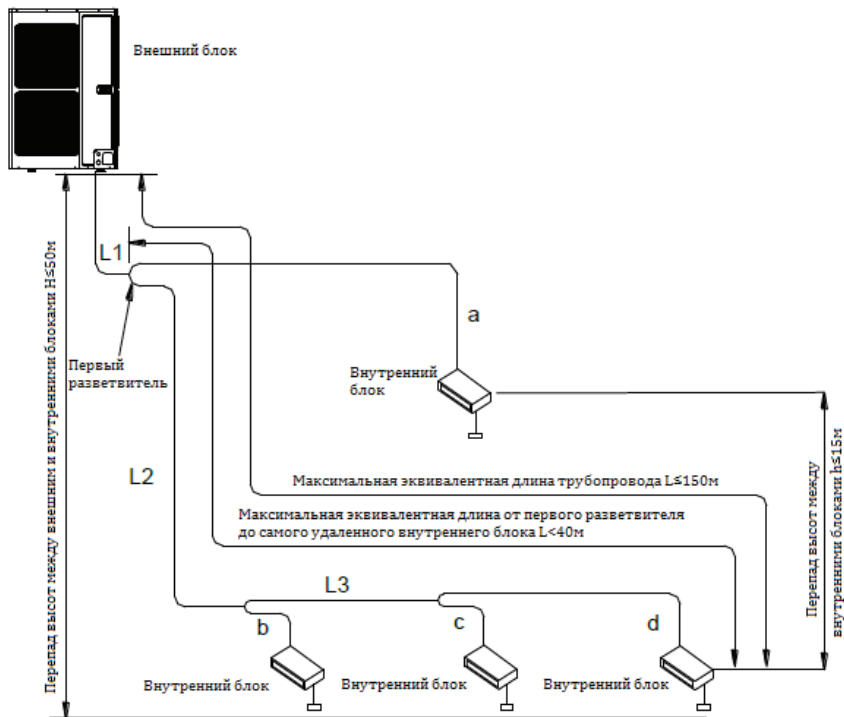 Внешний блок
L1
a
Первый
разветвитель
Внутренний
блок
Перепад высот между внешним и внутренними блоками H≤50м
L2
Максимальная эквивалентная длина трубопровода L≤150м
Максимальная эквивалентная длина от первого разветвителя
до самого удаленного внутреннего блока L<40м
Перепад высот между
внутренними блоками h≤15м
L3
b
c
d
Внутренний блок
Внутренний блок
Внутренний блок